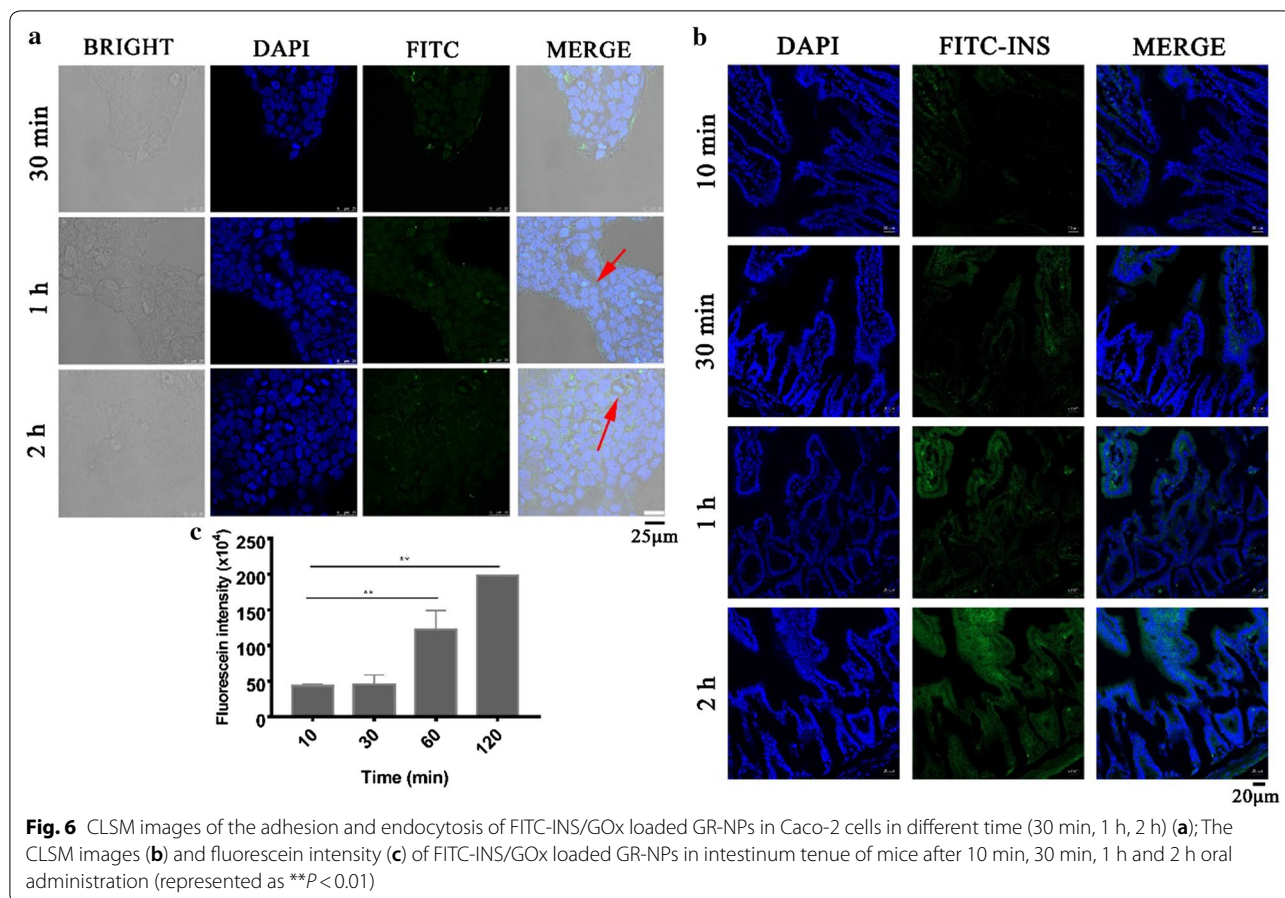 a
BRIGHT DAPI FITC MERGE
30 min
1 h
2 h
25μm
b
DAPI FITC-INS MERGE
10 min
30 min
1 h
2 h
20μm
c
Fluorescein intensity (x10⁴)
250
200
150
100
50
0
**
**
10 30 60 120
Time (min)
Fig. 6 CLSM images of the adhesion and endocytosis of FITC-INS/GOx loaded GR-NPs in Caco-2 cells in different time (30 min, 1 h, 2 h) (a); The
CLSM images (b) and fluorescein intensity (c) of FITC-INS/GOx loaded GR-NPs in intestinum tenue of mice after 10 min, 30 min, 1 h and 2 h oral
administration (represented as **P < 0.01)